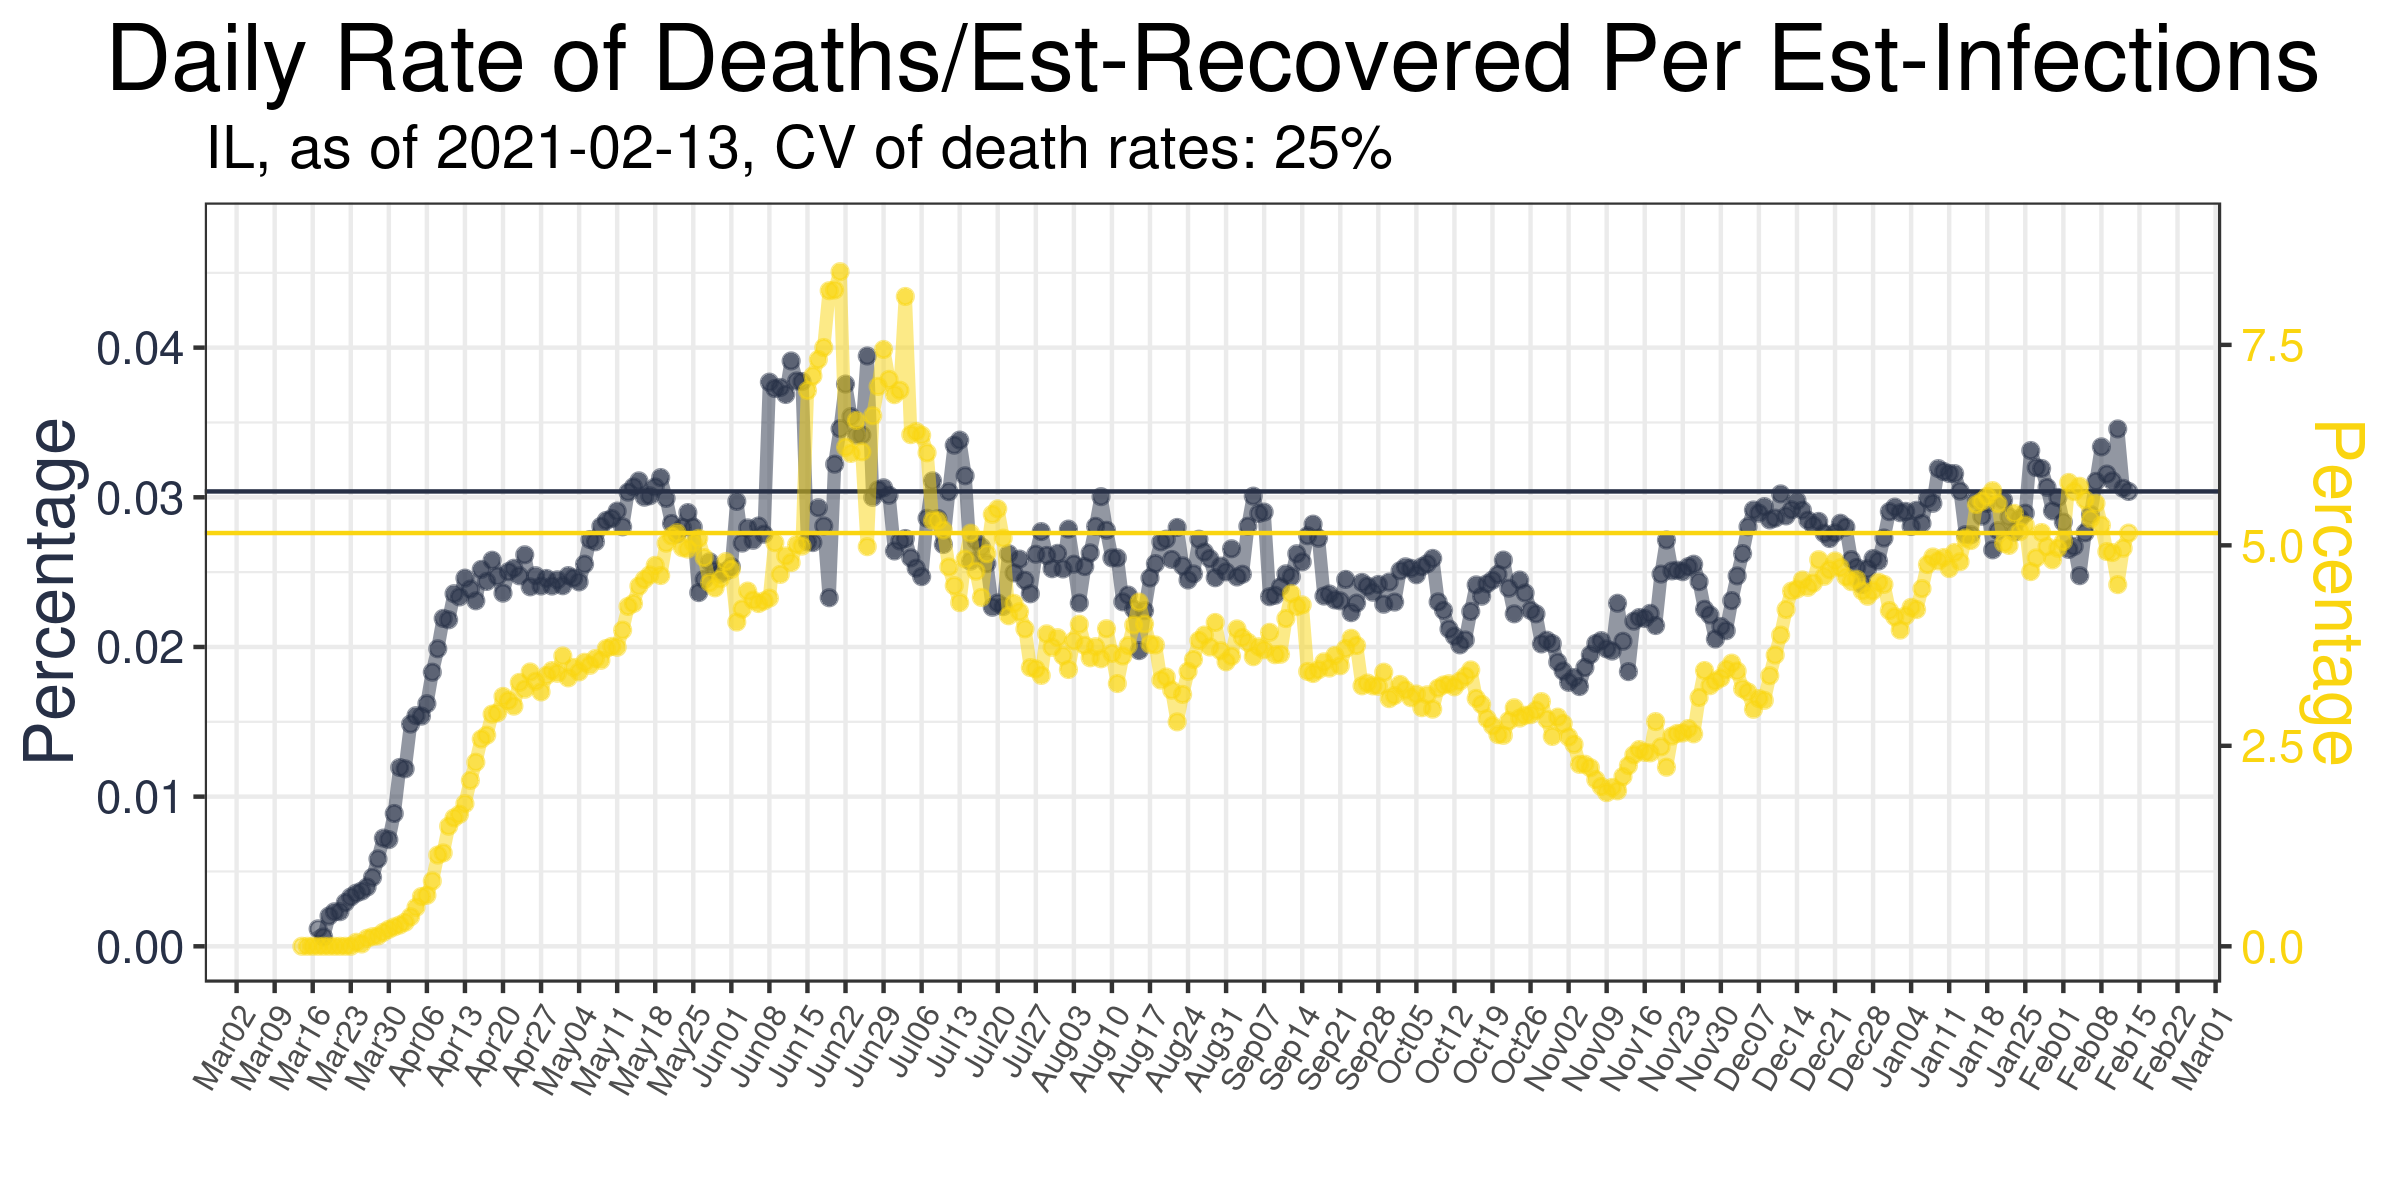 Daily Rate of Deaths/Est-Recovered Per Est-Infections
IL, as of 2021-02-13, CV of death rates: 25%
Percentage
0.04
0.03
0.02
0.01
0.00
7.5
5.0
2.5
0.0
Percentage
Mar02
Mar09
Mar16
Mar23
Mar30
Apr06
Apr13
Apr20
Apr27
May04
May11
May18
May25
Jun01
Jun08
Jun15
Jun22
Jun29
Jul06
Jul13
Jul20
Jul27
Aug03
Aug10
Aug17
Aug24
Aug31
Sep07
Sep14
Sep21
Sep28
Oct05
Oct12
Oct19
Oct26
Nov02
Nov09
Nov16
Nov23
Nov30
Dec07
Dec14
Dec21
Dec28
Jan04
Jan11
Jan18
Jan25
Feb01
Feb08
Feb15
Feb22
Mar01